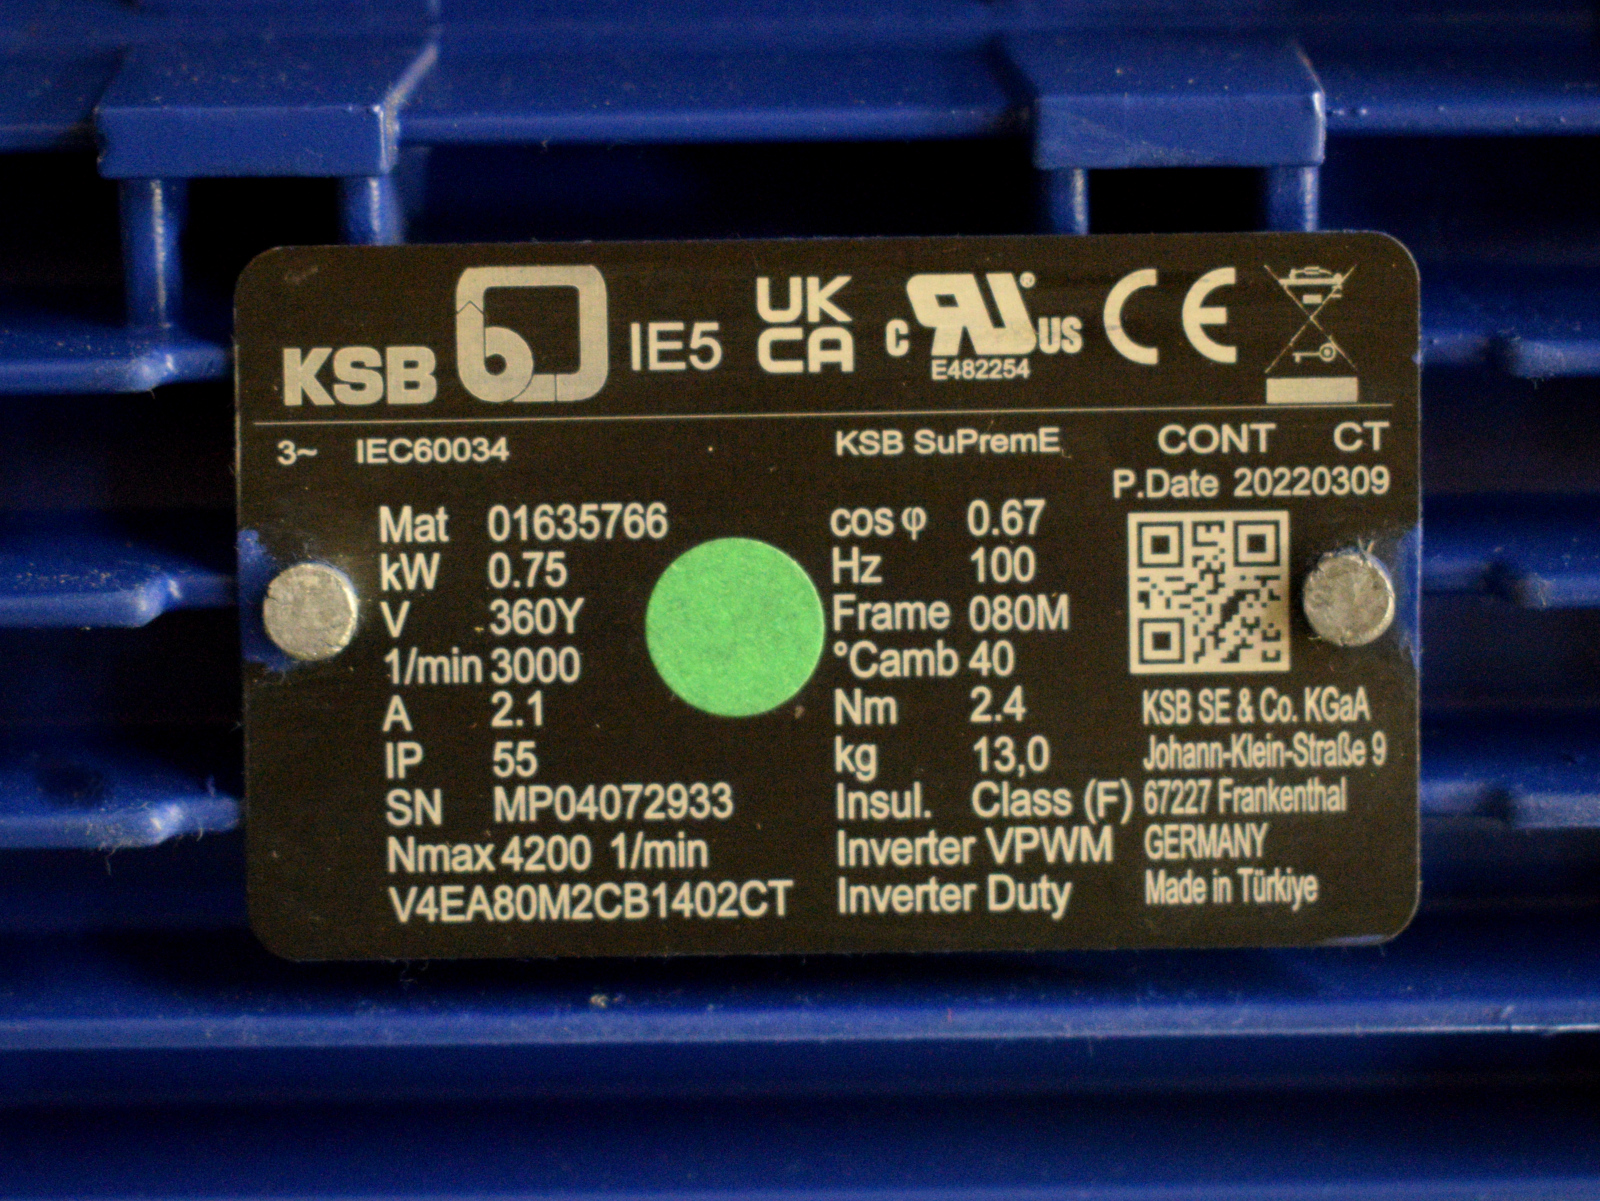 KSB IE5 UK CA c RU ® US CE
E482254
3~ IEC60034 KSB SuPremE CONT CT
P.Date 20220309
Mat 01635766 cos φ 0.67
kW 0.75 Hz 100
V 360Y Frame 080M
1/min 3000 °Camb 40
A 2.1 Nm 2.4 KSB SE & Co. KGaA
IP 55 kg 13,0 Johann-Klein-Straße 9
SN MP04072933 Insul. Class (F) 67227 Frankenthal
Nmax 4200 1/min Inverter VPWM GERMANY
V4EA80M2CB1402CT Inverter Duty Made in Türkiye